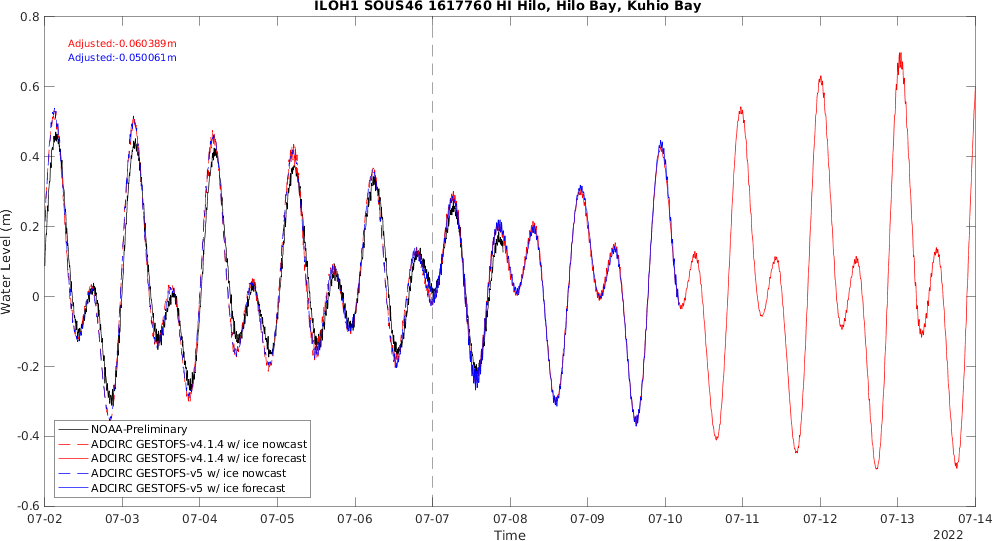 ILOH1 SOUS46 1617760 HI Hilo, Hilo Bay, Kuhio Bay
Adjusted:-0.060389m
Adjusted:-0.050061m
0.8
0.6
0.4
0.2
0
-0.2
-0.4
-0.6
Water Level (m)
NOAA-Preliminary
ADCIRC GESTOFS-v4.1.4 w/ ice nowcast
ADCIRC GESTOFS-v4.1.4 w/ ice forecast
ADCIRC GESTOFS-v5 w/ ice nowcast
ADCIRC GESTOFS-v5 w/ ice forecast
07-02 07-03 07-04 07-05 07-06 07-07 07-08 07-09 07-10 07-11 07-12 07-13 07-14
Time
2022